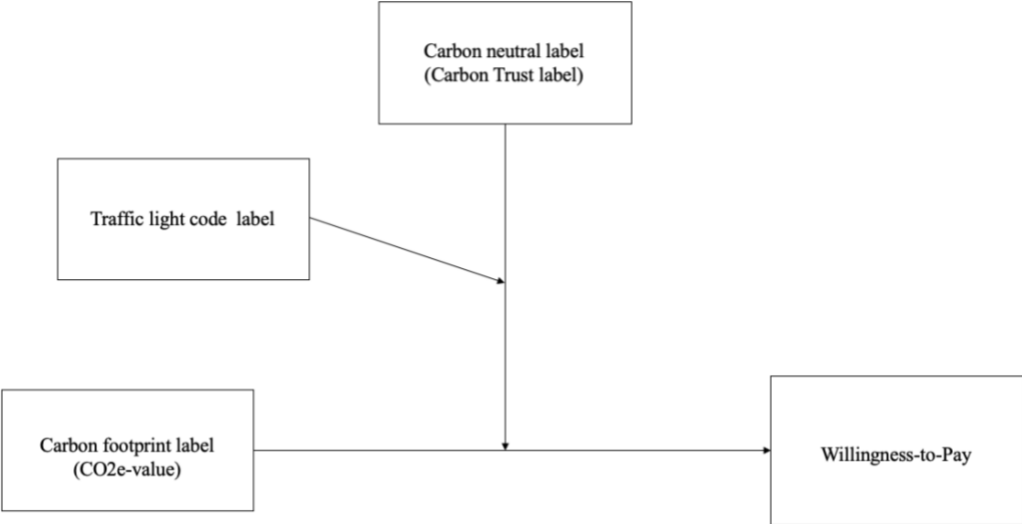 Carbon neutral label
(Carbon Trust label)
Traffic light code label
Carbon footprint label
(CO2e-value)
Willingness-to-Pay